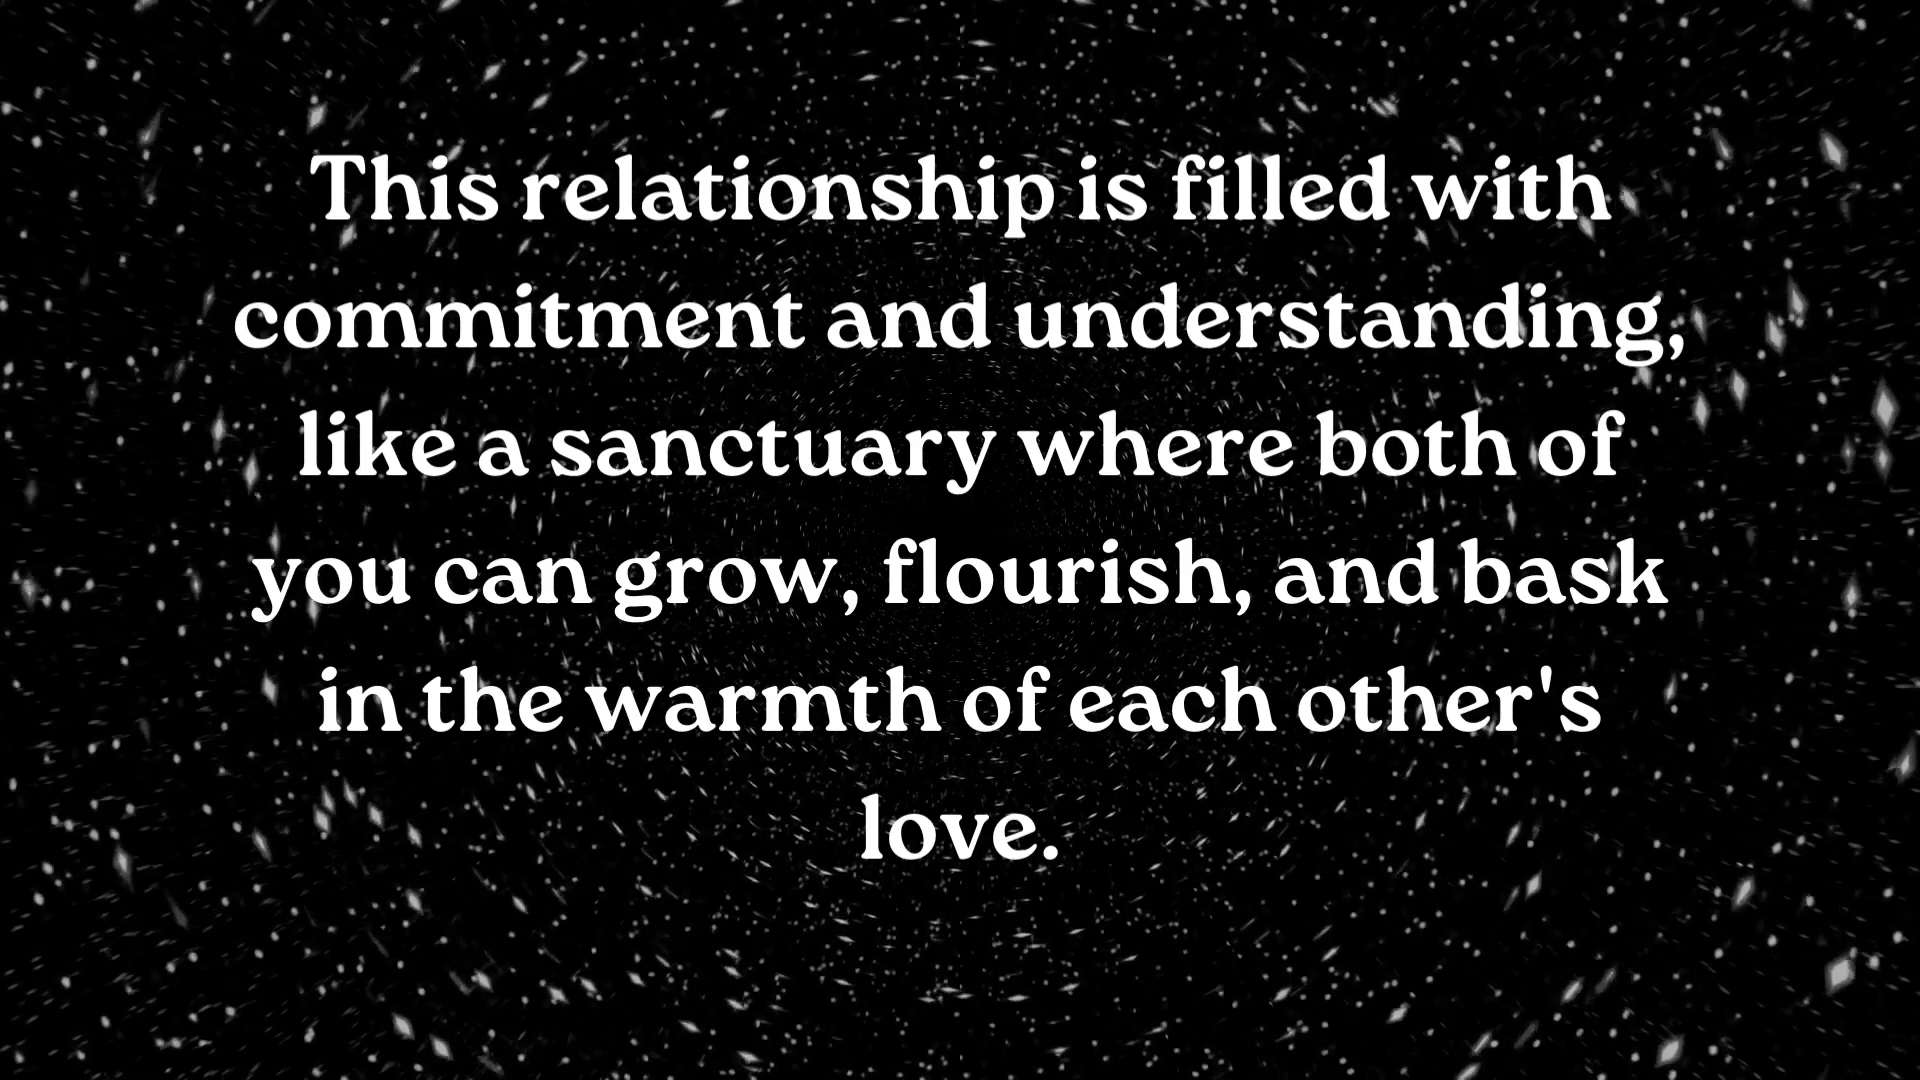 This relationship is filled with
commitment and understanding,
like a sanctuary where both of
you can grow, flourish, and bask
in the warmth of each other's
love.